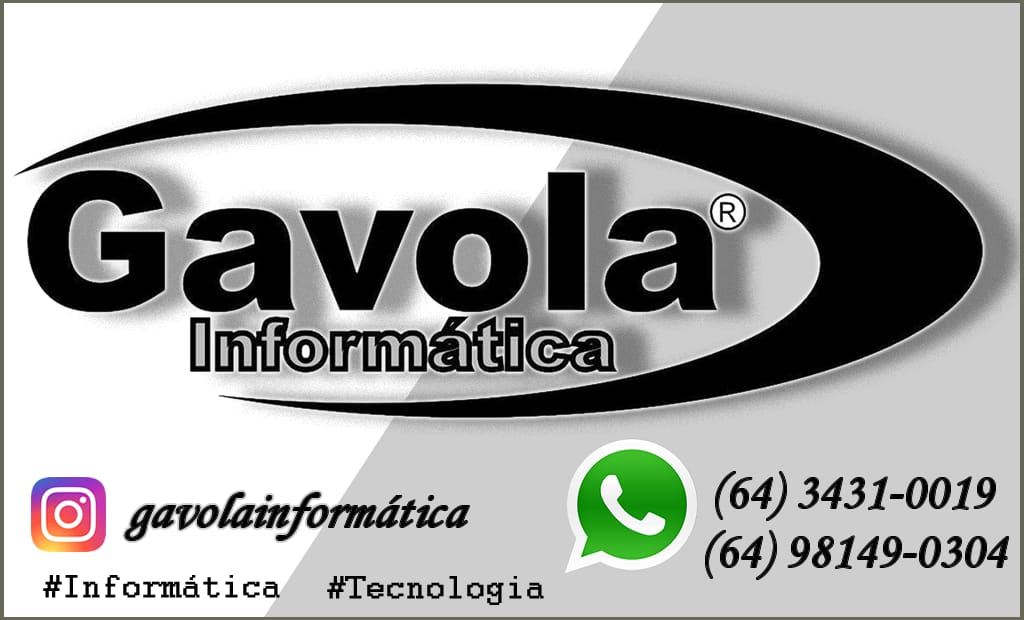 Gavola®
Informática
gavolainformática
(64) 3431-0019
(64) 98149-0304
#Informática #Tecnologia